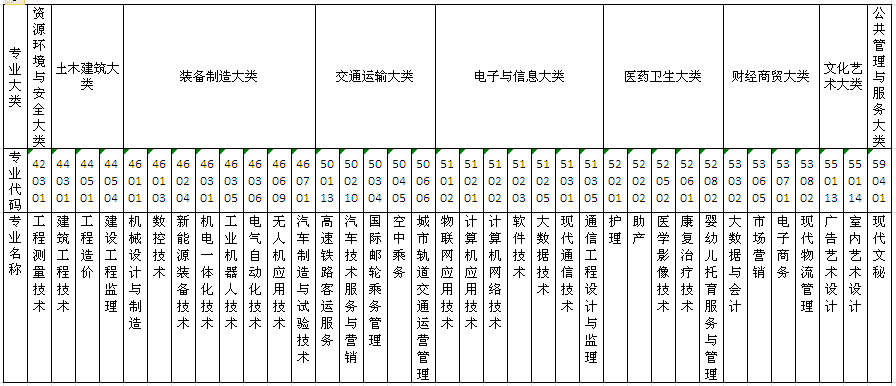 专业大类
资源环境与安全大类
土木建筑大类
装备制造大类
交通运输大类
电子与信息大类
医药卫生大类
财经商贸大类
文化艺术大类
公共管理与服务大类
专业代码
420301
440301
440501
440504
460101
460103
460204
460301
460305
460306
460609
460701
500113
500210
500304
500405
500606
510102
510201
510202
510203
510205
510301
510305
520201
520202
520502
520601
520802
530302
530605
530701
530802
550113
550114
590401
专业名称
工程测量技术
建筑工程技术
工程造价
建设工程监理
机械设计与制造
数控技术
新能源装备技术
机电一体化技术
工业机器人技术
电气自动化技术
无人机应用技术
汽车制造与试验技术
高速铁路客运服务
汽车技术服务与营销
国际邮轮乘务管理
空中乘务
城市轨道交通运营管理
物联网应用技术
计算机应用技术
计算机网络技术
软件技术
大数据技术
现代通信技术
通信工程设计与监理
护理
助产
医学影像技术
康复治疗技术
婴幼儿托育服务与管理
大数据与会计
市场营销
电子商务
现代物流管理
广告艺术设计
室内艺术设计
现代文秘